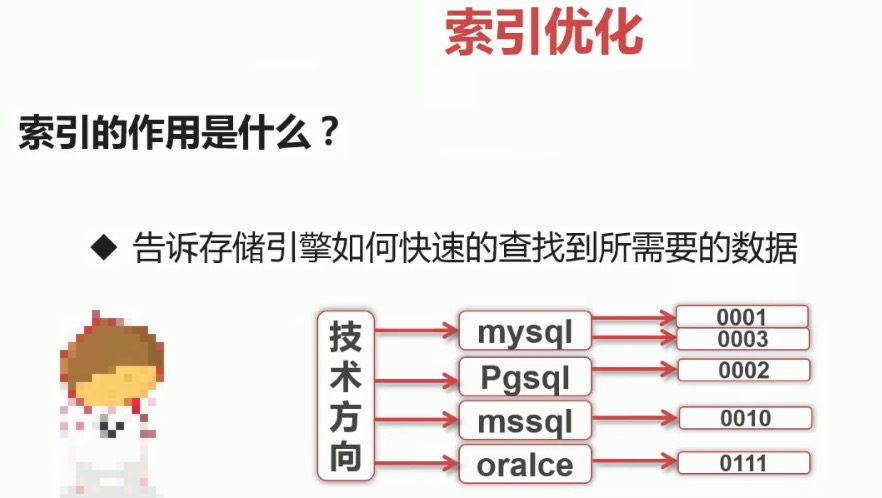 索引优化
索引的作用是什么？
◆ 告诉存储引擎如何快速的查找到所需要的数据
技术方向
mysql
0001
0003
Pgsql
0002
mssql
0010
oralce
0111